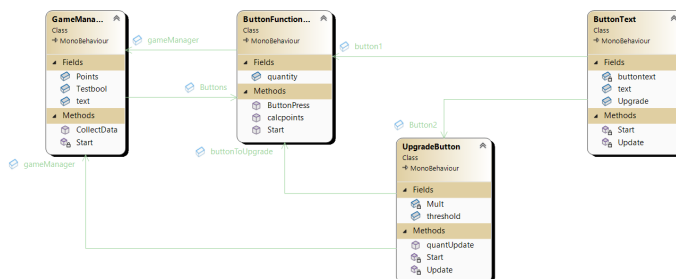 GameMana...
Class
MonoBehaviour
Fields
Points
Testbool
text
Methods
CollectData
Start
gameManager
Buttons
gameManager
ButtonFunction...
Class
MonoBehaviour
Fields
quantity
Methods
ButtonPress
calcpoints
Start
button1
buttonToUpgrade
Button2
UpgradeButton
Class
MonoBehaviour
Fields
Mult
threshold
Methods
quantUpdate
Start
Update
ButtonText
Class
MonoBehaviour
Fields
buttontext
text
Upgrade
Methods
Start
Update